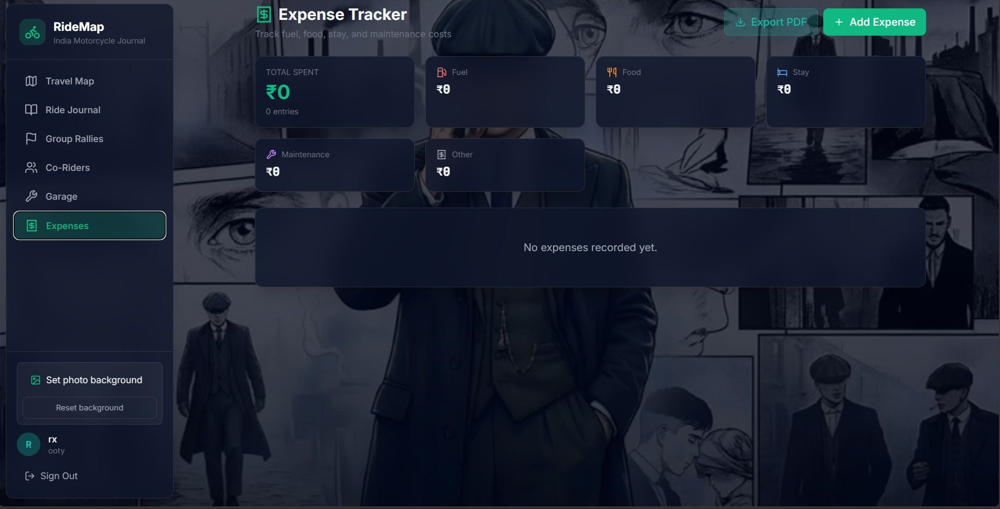 RideMap
India Motorcycle Journal
Travel Map
Ride Journal
Group Rallies
Co-Riders
Garage
Expenses
Set photo background
Reset background
R
rx
ooty
Sign Out
Expense Tracker
Track fuel, food, stay, and maintenance costs
Export PDF
+ Add Expense
TOTAL SPENT
₹0
0 entries
Fuel
₹0
Food
₹0
Stay
₹0
Maintenance
₹0
Other
₹0
No expenses recorded yet.